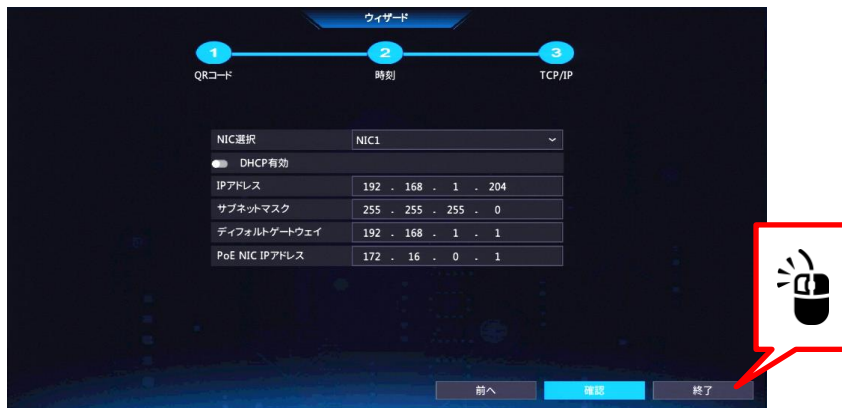 ウィザード
1 2 3
QRコード 時刻 TCP/IP
NIC選択 NIC1
DHCP有効
IPアドレス 192 . 168 . 1 . 204
サブネットマスク 255 . 255 . 255 . 0
ディフォルトゲートウェイ 192 . 168 . 1 . 1
PoE NIC IPアドレス 172 . 16 . 0 . 1
前へ 確認 終了